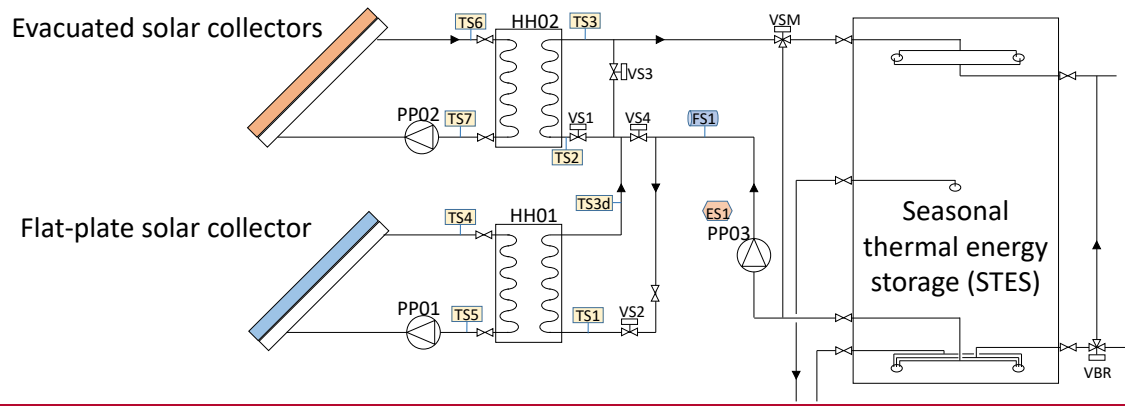 Evacuated solar collectors
TS6
HH02
TS3
VSM
VS3
PP02
TS7
VS1
VS4
FS1
TS2
TS3d
Flat-plate solar collector
TS4
HH01
ES1
PP03
Seasonal
thermal energy
storage (STES)
PP01
TS5
TS1
VS2
VBR